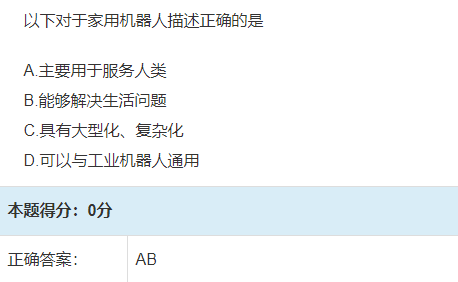 以下对于家用机器人描述正确的是
A.主要用于服务人类
B.能够解决生活问题
C.具有大型化、复杂化
D.可以与工业机器人通用
本题得分：0分
正确答案： AB